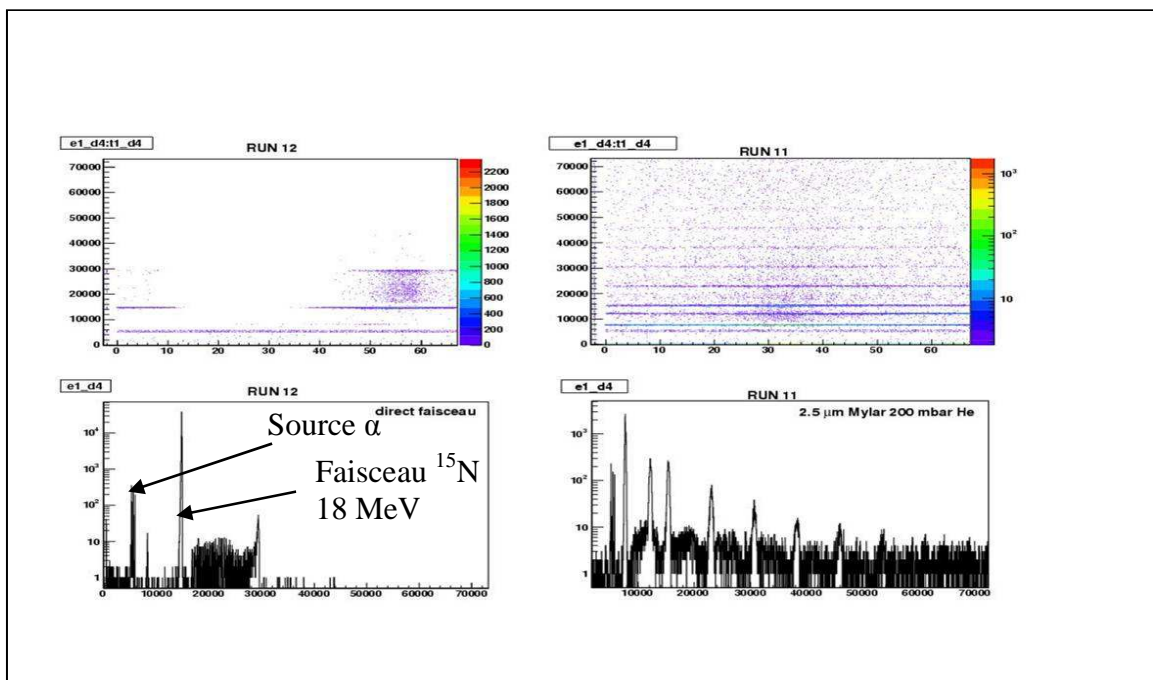 e1_d4:t1_d4
RUN 12
70000
60000
50000
40000
30000
20000
10000
0
0 10 20 30 40 50 60
2200
2000
1800
1600
1400
1200
1000
800
600
400
200
0
e1_d4:t1_d4
RUN 11
70000
60000
50000
40000
30000
20000
10000
0
0 10 20 30 40 50 60
10³
10²
10
e1_d4
RUN 12
direct faisceau
Source α
Faisceau ¹⁵N
18 MeV
10⁴
10³
10²
10
1
0 10000 20000 30000 40000 50000 60000 70000
e1_d4
RUN 11
2.5 μm Mylar 200 mbar He
10³
10²
10
1
10000 20000 30000 40000 50000 60000 70000